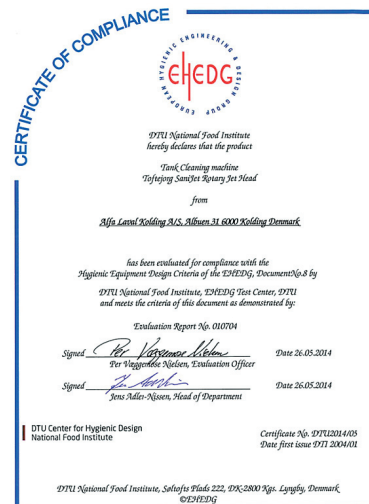 CERTIFICATE OF COMPLIANCE
EUROPEAN HYGIENIC ENGINEERING & DESIGN GROUP
EHEDG
DTU National Food Institute
hereby declares that the product
Tank Cleaning machine
Toftejorg SaniJet Rotary Jet Head
from
Alfa Laval Kolding A/S, Albuen 31 6000 Kolding Denmark
has been evaluated for compliance with the
Hygienic Equipment Design Criteria of the EHEDG, DocumentNo.8 by
DTU National Food Institute, EHEDG Test Center, DTU
and meets the criteria of this document as demonstrated by:
Evaluation Report No. 010704
Signed Per Væggemose Nielsen Date 26.05.2014
Per Væggemose Nielsen, Evaluation Officer
Signed Date 26.05.2014
Jens Adler-Nissen, Head of Department
DTU Center for Hygienic Design
National Food Institute
Certificate No. DTU2014/05
Date first issue DTI 2004/01
DTU National Food Institute, Søltofts Plads 222, DK-2800 Kgs. Lyngby, Denmark
©EHEDG